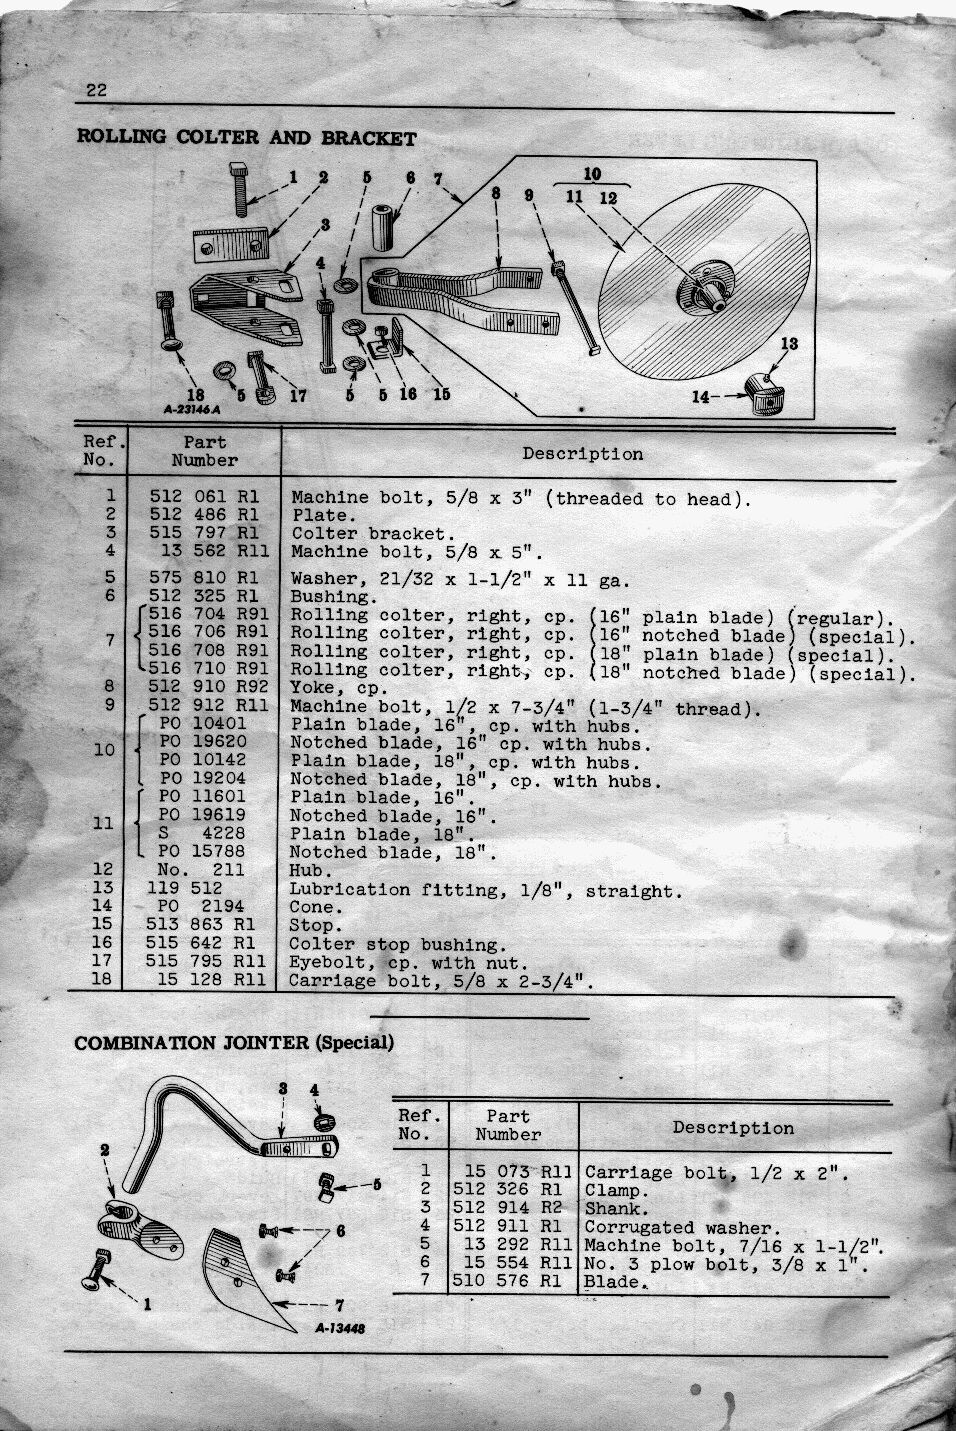 22
ROLLING COLTER AND BRACKET
1 2 5 6 7 8 9 10
11 12
3
4
13
14
18 5 17 5 5 16 15
A-23146A
Ref. No. Part Number Description
1 512 061 R1 Machine bolt, 5/8 x 3" (threaded to head).
2 512 486 R1 Plate.
3 515 797 R1 Colter bracket.
4 13 562 R11 Machine bolt, 5/8 x 5".
5 575 810 R1 Washer, 21/32 x 1-1/2" x 11 ga.
6 512 325 R1 Bushing.
7 516 704 R91 Rolling colter, right, cp. (16" plain blade) (regular).
516 706 R91 Rolling colter, right, cp. (16" notched blade) (special).
516 708 R91 Rolling colter, right, cp. (18" plain blade) (special).
516 710 R91 Rolling colter, right, cp. (18" notched blade) (special).
8 512 910 R92 Yoke, cp.
9 512 912 R11 Machine bolt, 1/2 x 7-3/4" (1-3/4" thread).
10 PO 10401 Plain blade, 16", cp. with hubs.
PO 19620 Notched blade, 16" cp. with hubs.
PO 10142 Plain blade, 18", cp. with hubs.
PO 19204 Notched blade, 18", cp. with hubs.
11 PO 11601 Plain blade, 16".
PO 19619 Notched blade, 16".
S 4228 Plain blade, 18".
PO 15788 Notched blade, 18".
12 No. 211 Hub.
13 119 512 Lubrication fitting, 1/8", straight.
14 PO 2194 Cone.
15 513 863 R1 Stop.
16 515 642 R1 Colter stop bushing.
17 515 795 R11 Eyebolt, cp. with nut.
18 15 128 R11 Carriage bolt, 5/8 x 2-3/4".
COMBINATION JOINTER (Special)
3 4
2
5
6
1 7
A-13448
Ref. No. Part Number Description
1 15 073 R11 Carriage bolt, 1/2 x 2".
2 512 326 R1 Clamp.
3 512 914 R2 Shank.
4 512 911 R1 Corrugated washer.
5 13 292 R11 Machine bolt, 7/16 x 1-1/2".
6 15 554 R11 No. 3 plow bolt, 3/8 x 1".
7 510 576 R1 Blade.